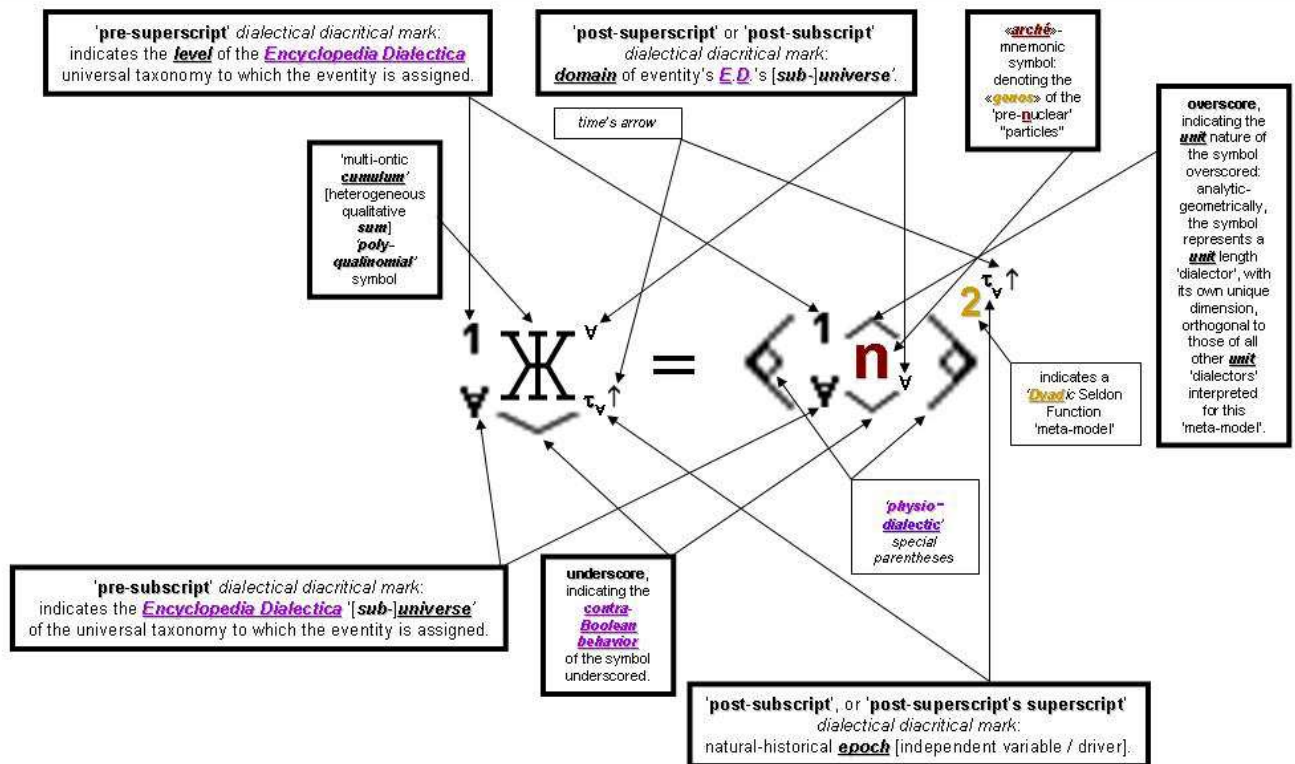 'pre-superscript' dialectical diacritical mark:
indicates the level of the Encyclopedia Dialectica
universal taxonomy to which the eventity is assigned.
'post-superscript' or 'post-subscript'
dialectical diacritical mark:
domain of eventity's E.D.'s [sub-]universe'.
«arché»-
mnemonic
symbol:
denoting the
«genos» of the
'pre-nuclear'
"particles"
overscore,
indicating the
unit nature of
the symbol
overscored:
analytic-
geometrically,
the symbol
represents a
unit length
'dialector', with
its own unique
dimension,
orthogonal to
those of all
other unit
'dialectors'
interpreted
for this
'meta-model'.
time's arrow
'multi-ontic
cumulum'
[heterogeneous
qualitative
sum]
'poly-
qualinomial'
symbol
1 Ж ∀ = 1 n 2 τ∀↑
∀ τ∀↑ ∀ ∀
indicates a
'Dyadic Seldon
Function
'meta-model'
'physio-
dialectic'
special
parentheses
'pre-subscript' dialectical diacritical mark:
indicates the Encyclopedia Dialectica '[sub-]universe'
of the universal taxonomy to which the eventity is assigned.
underscore,
indicating the
contra-
Boolean
behavior
of the symbol
underscored.
'post-subscript', or 'post-superscript's superscript'
dialectical diacritical mark:
natural-historical epoch [independent variable / driver].